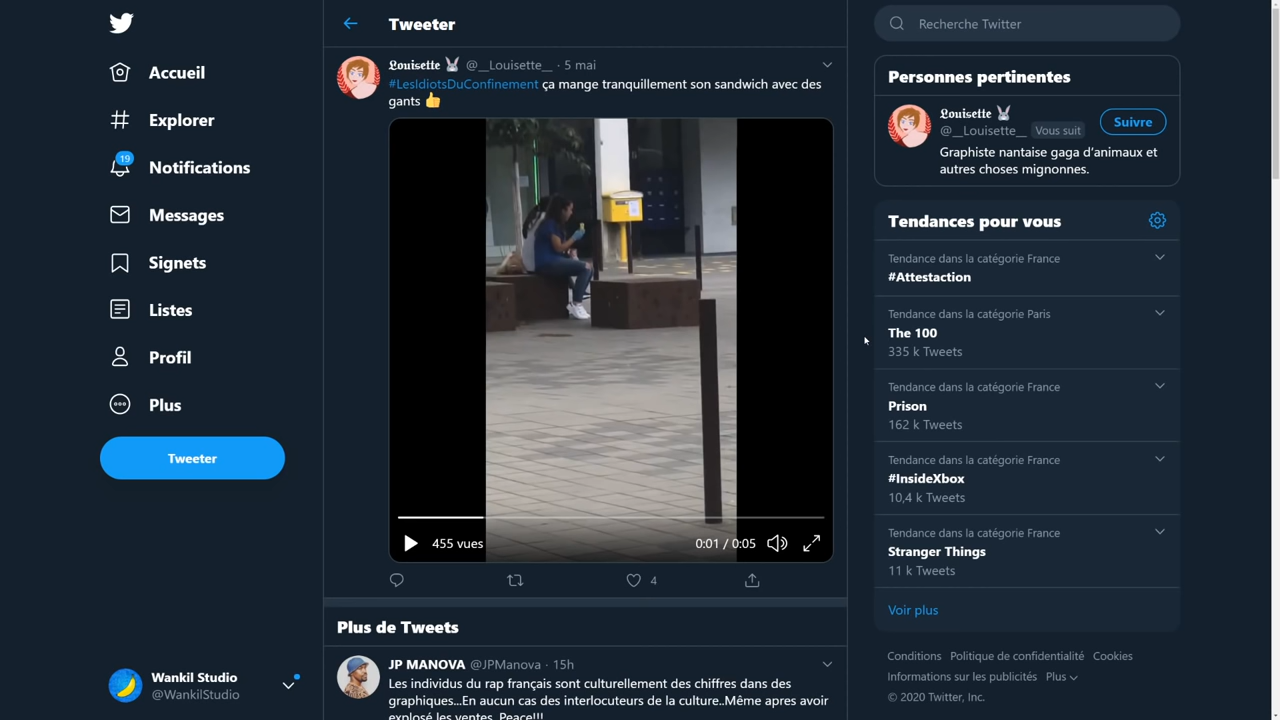 Accueil
Explorer
19
Notifications
Messages
Signets
Listes
Profil
Plus
Tweeter
Wankil Studio
@WankilStudio
Tweeter
𝕷𝖔𝖚𝖎𝖘𝖊𝖙𝖙𝖊 🐰 @__Louisette__ · 5 mai
#LesIdiotsDuConfinement ça mange tranquillement son sandwich avec des
gants 👍
455 vues
0:01 / 0:05
4
Plus de Tweets
JP MANOVA @JPManova · 15h
Les individus du rap français sont culturellement des chiffres dans des
graphiques...En aucun cas des interlocuteurs de la culture..Même apres avoir
explosé les ventes. Peace!!!
Recherche Twitter
Personnes pertinentes
𝕷𝖔𝖚𝖎𝖘𝖊𝖙𝖙𝖊 🐰
@__Louisette__ Vous suit
Suivre
Graphiste nantaise gaga d'animaux et
autres choses mignonnes.
Tendances pour vous
Tendance dans la catégorie France
#Attestaction
Tendance dans la catégorie Paris
The 100
335 k Tweets
Tendance dans la catégorie France
Prison
162 k Tweets
Tendance dans la catégorie France
#InsideXbox
10,4 k Tweets
Tendance dans la catégorie France
Stranger Things
11 k Tweets
Voir plus
Conditions Politique de confidentialité Cookies
Informations sur les publicités Plus
© 2020 Twitter, Inc.